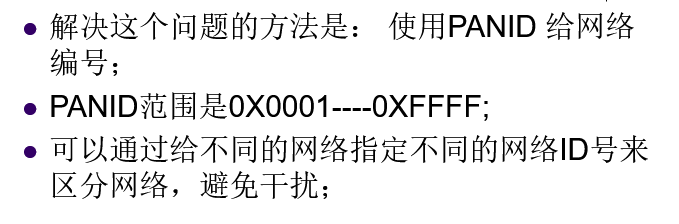 ● 解决这个问题的方法是： 使用PANID 给网络
编号；
● PANID范围是0X0001----0XFFFF;
● 可以通过给不同的网络指定不同的网络ID号来
区分网络，避免干扰；